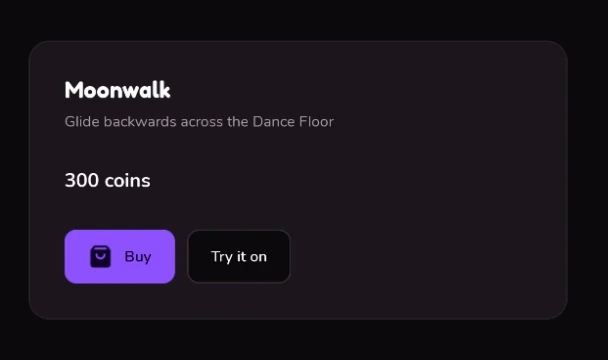 Moonwalk
Glide backwards across the Dance Floor
300 coins
Buy
Try it on